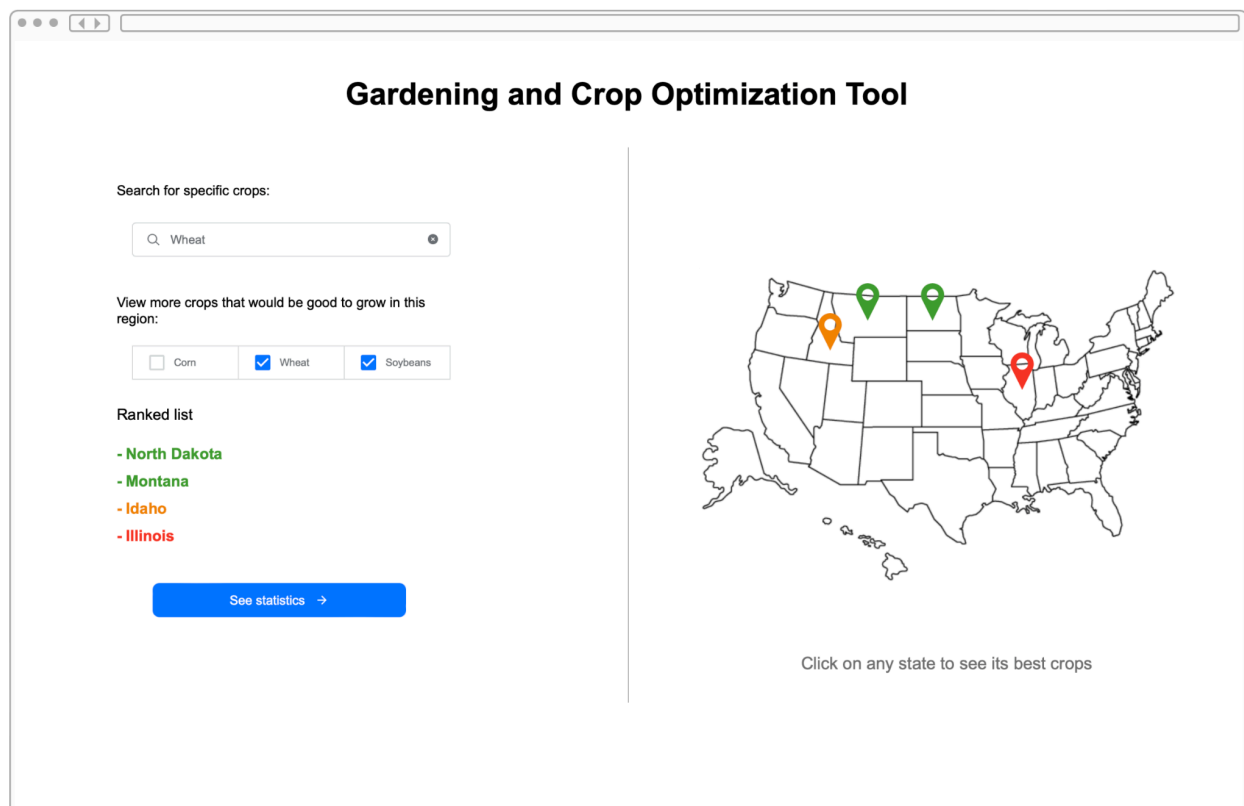 Gardening and Crop Optimization Tool
Search for specific crops:
Wheat
View more crops that would be good to grow in this
region:
Corn Wheat Soybeans
Ranked list
- North Dakota
- Montana
- Idaho
- Illinois
See statistics →
Click on any state to see its best crops